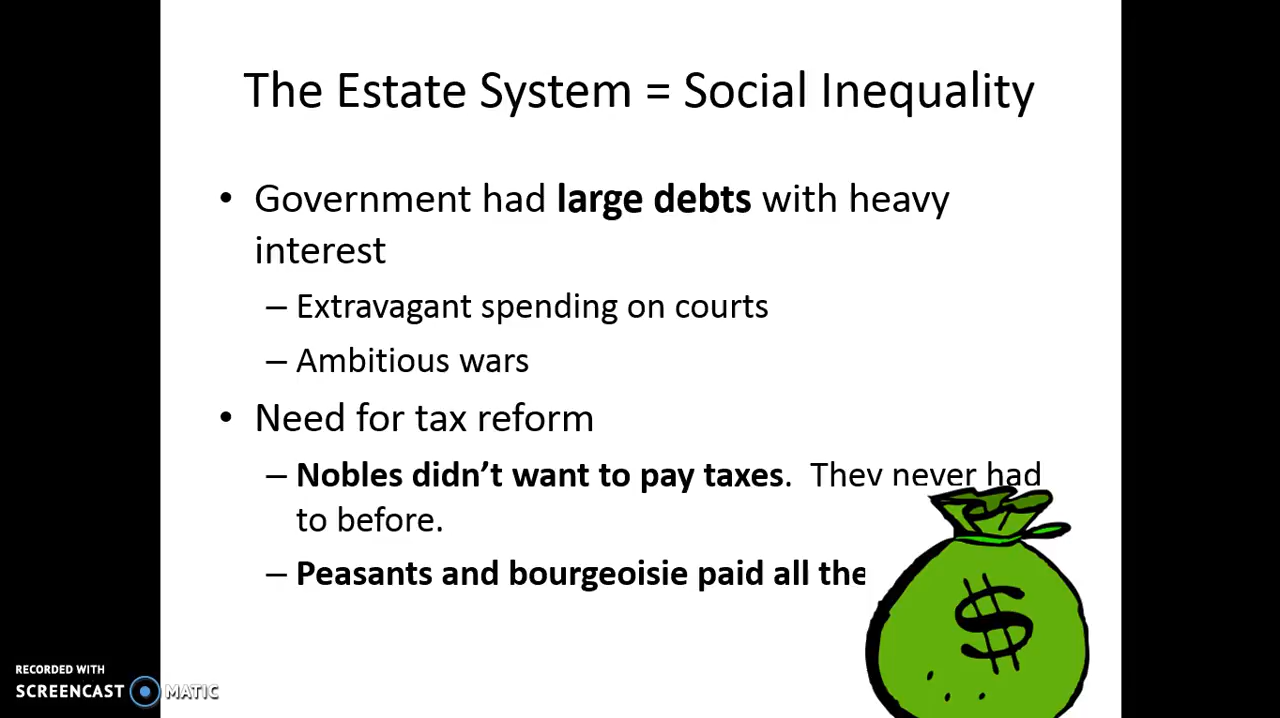 The Estate System = Social Inequality
• Government had large debts with heavy
interest
– Extravagant spending on courts
– Ambitious wars
• Need for tax reform
– Nobles didn't want to pay taxes. They never had
to before.
– Peasants and bourgeoisie paid all the
$
RECORDED WITH
SCREENCAST MATIC